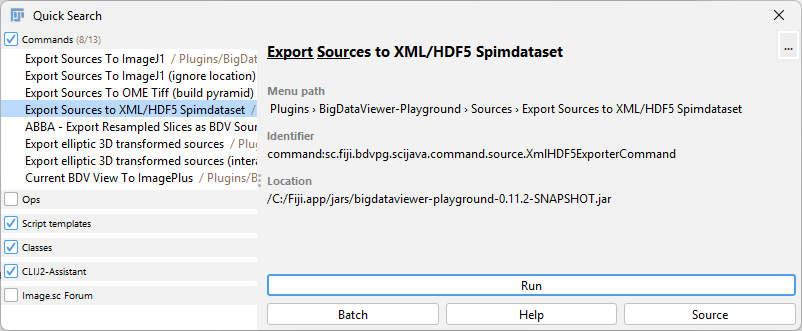 Quick Search
Commands (8/13)
Export Sources To ImageJ1 / Plugins/BigDat
Export Sources To ImageJ1 (ignore location)
Export Sources To OME Tiff (build pyramid)
Export Sources to XML/HDF5 Spimdataset /
ABBA - Export Resampled Slices as BDV Sour
Export elliptic 3D transformed sources / Plu
Export elliptic 3D transformed sources (intera
Current BDV View To ImagePlus / Plugins/B
Ops
Script templates
Classes
CLIJ2-Assistant
Image.sc Forum
Export Sources to XML/HDF5 Spimdataset
...
Menu path
Plugins › BigDataViewer-Playground › Sources › Export Sources to XML/HDF5 Spimdataset
Identifier
command:sc.fiji.bdvpg.scijava.command.source.XmlHDF5ExporterCommand
Location
/C:/Fiji.app/jars/bigdataviewer-playground-0.11.2-SNAPSHOT.jar
Run
Batch
Help
Source